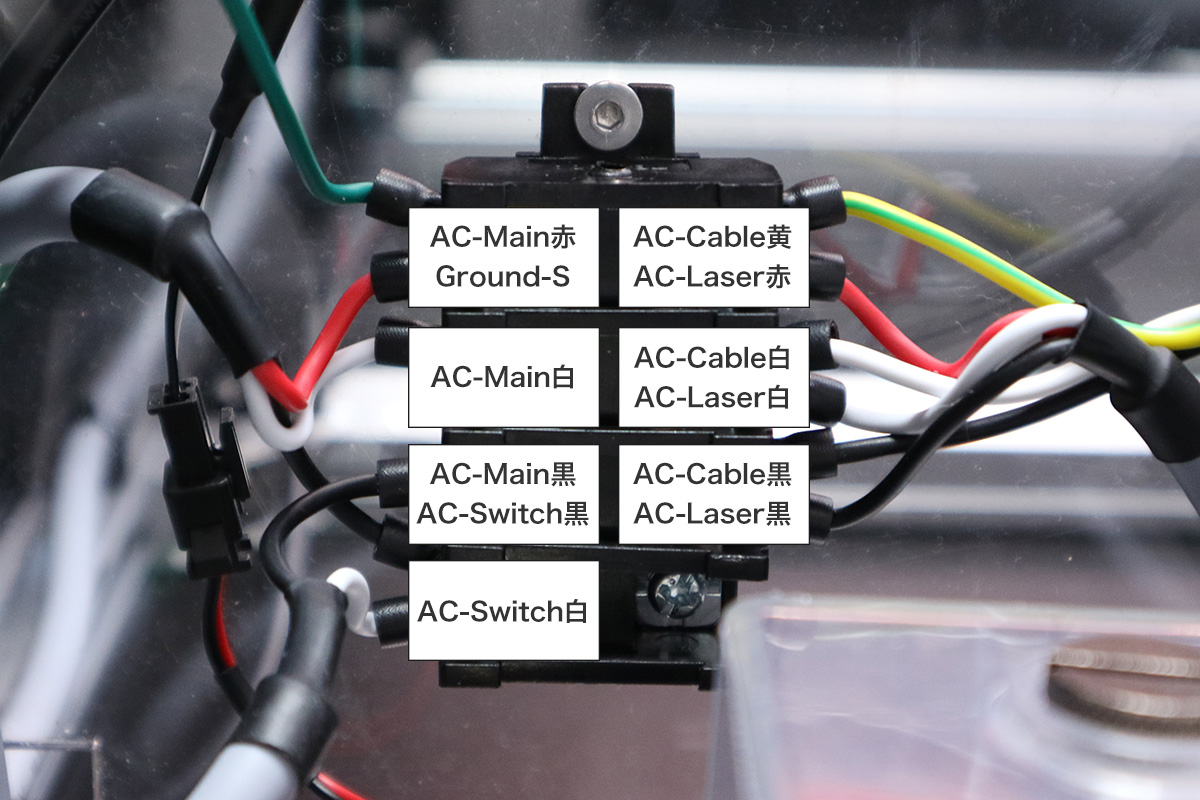 AC-Main赤
Ground-S
AC-Cable黄
AC-Laser赤
AC-Main白
AC-Cable白
AC-Laser白
AC-Main黒
AC-Switch黒
AC-Cable黒
AC-Laser黒
AC-Switch白